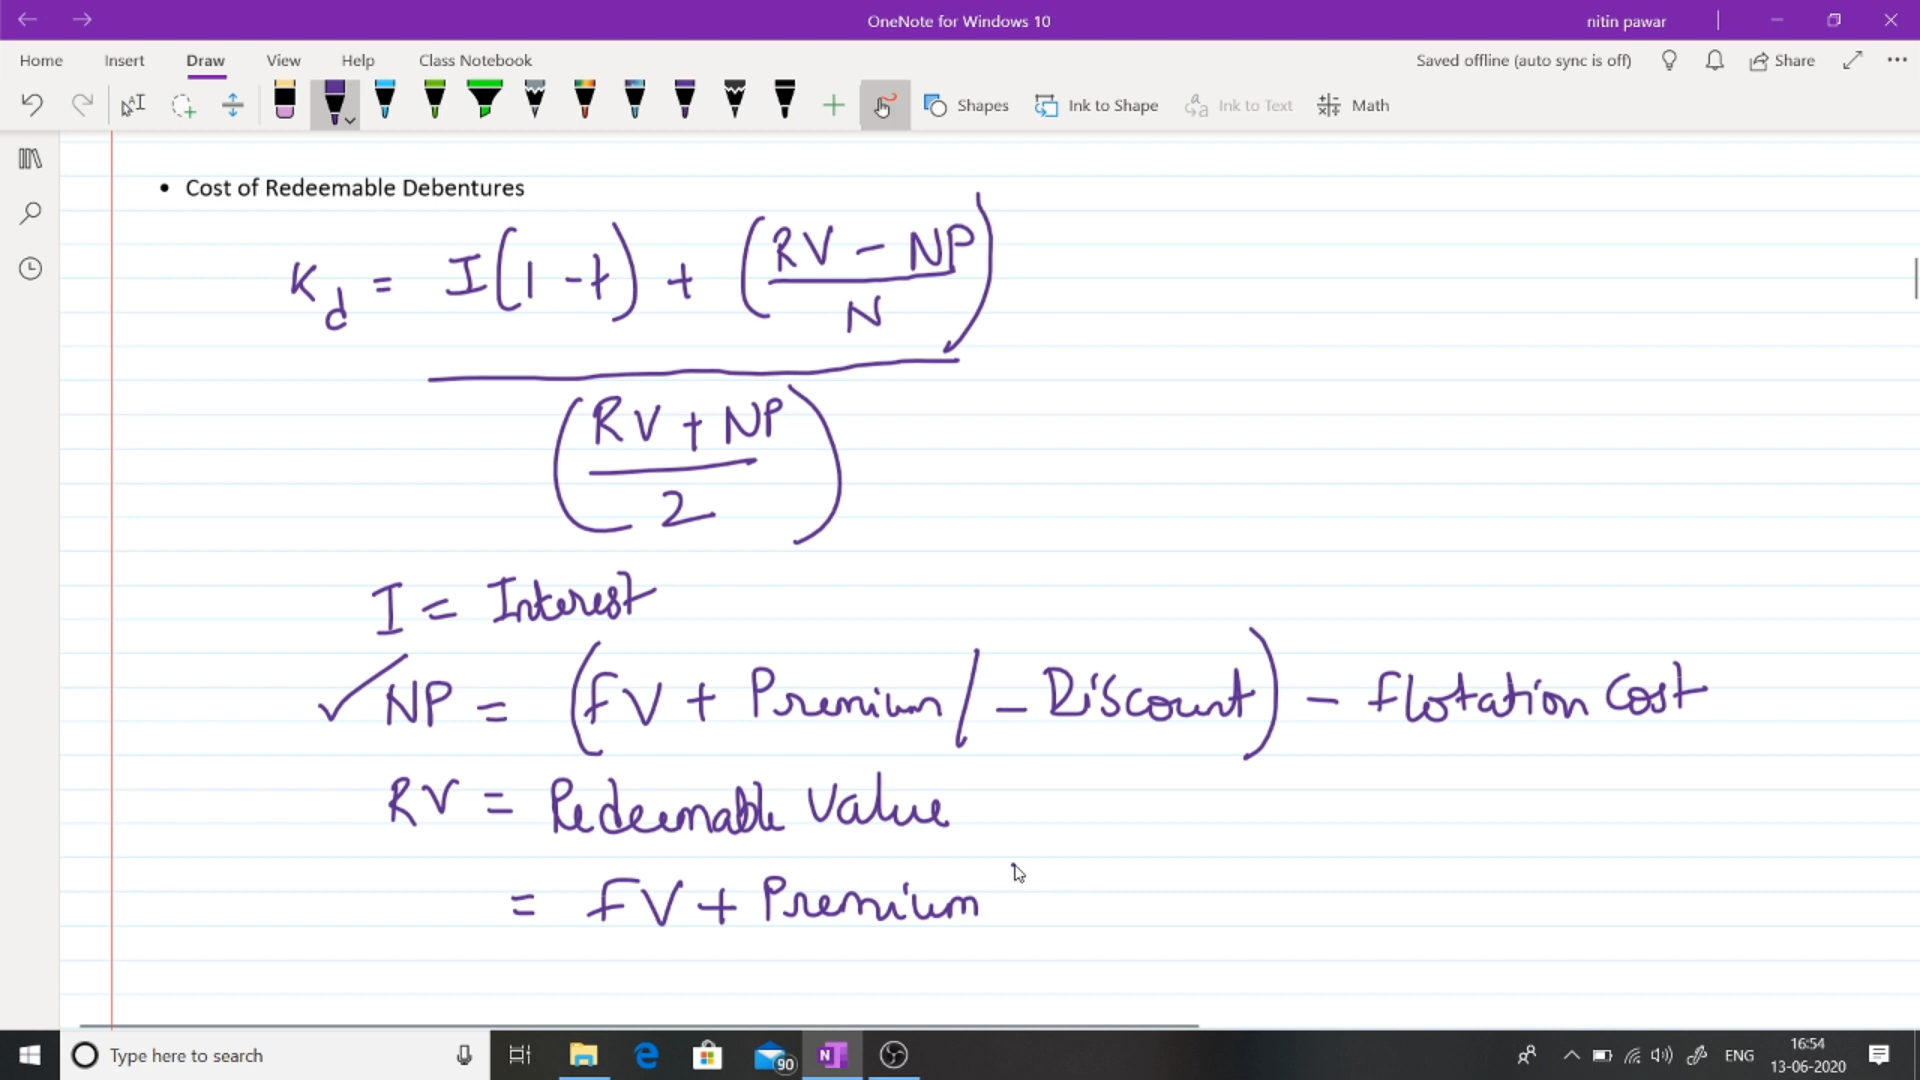 OneNote for Windows 10
nitin pawar
Home Insert Draw View Help Class Notebook
Saved offline (auto sync is off) Share
Shapes Ink to Shape Ink to Text Math
• Cost of Redeemable Debentures
Kd = I(1-t) + (RV - NP
N)
(RV + NP
2)
I = Interest
✓ NP = (FV + Premium / - Discount) - Flotation Cost
RV = Redeemable Value
= FV + Premium
Type here to search
90
ENG
16:54
13-06-2020